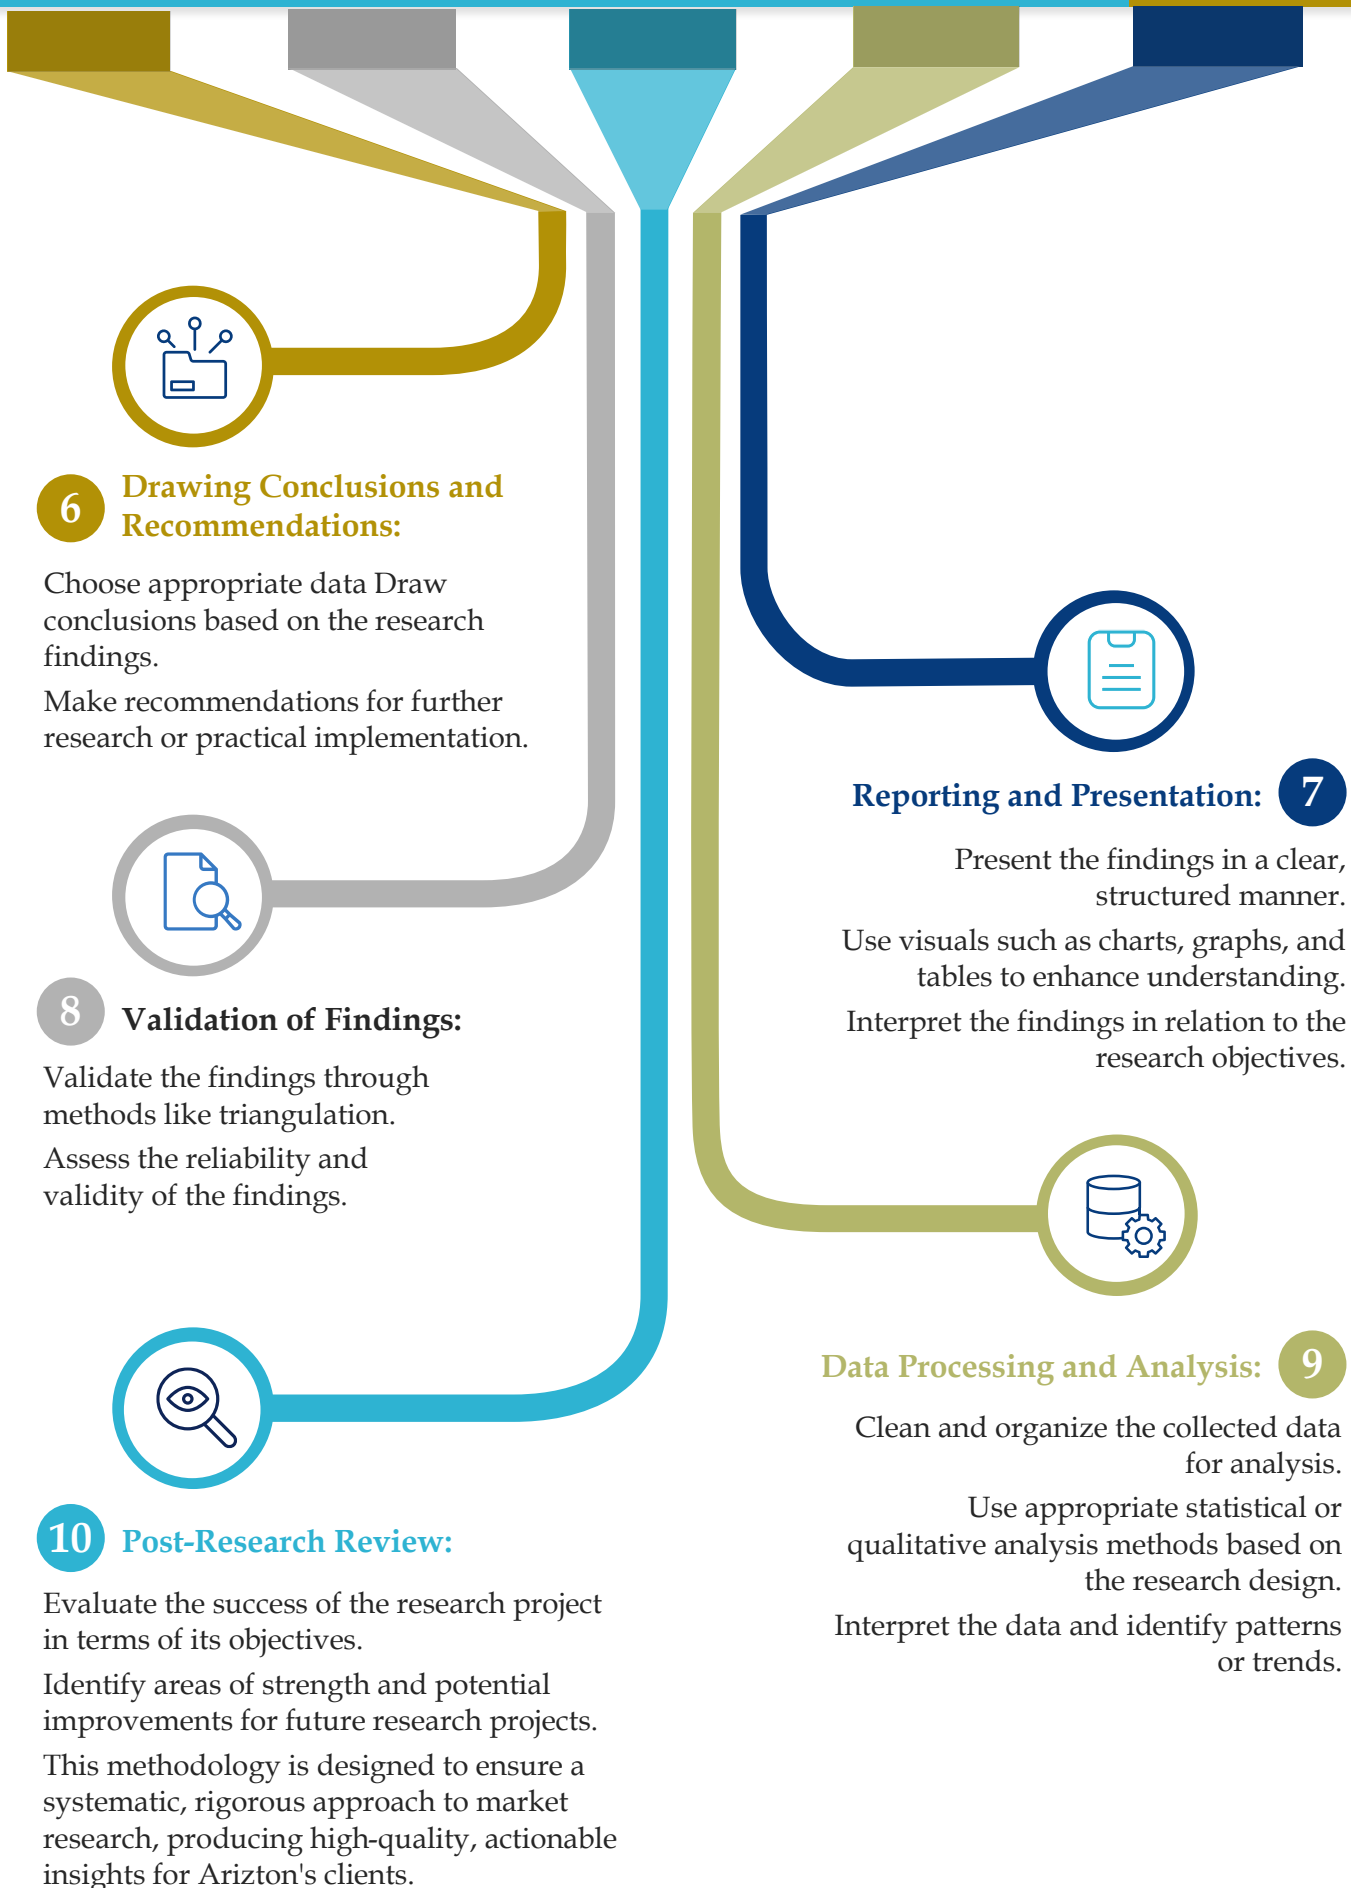 6
Drawing Conclusions and
Recommendations:
Choose appropriate data Draw
conclusions based on the research
findings.
Make recommendations for further
research or practical implementation.
Reporting and Presentation:
7
Present the findings in a clear,
structured manner.
Use visuals such as charts, graphs, and
tables to enhance understanding.
Interpret the findings in relation to the
research objectives.
8
Validation of Findings:
Validate the findings through
methods like triangulation.
Assess the reliability and
validity of the findings.
Data Processing and Analysis:
9
Clean and organize the collected data
for analysis.
Use appropriate statistical or
qualitative analysis methods based on
the research design.
Interpret the data and identify patterns
or trends.
10
Post-Research Review:
Evaluate the success of the research project
in terms of its objectives.
Identify areas of strength and potential
improvements for future research projects.
This methodology is designed to ensure a
systematic, rigorous approach to market
research, producing high-quality, actionable
insights for Arizton's clients.